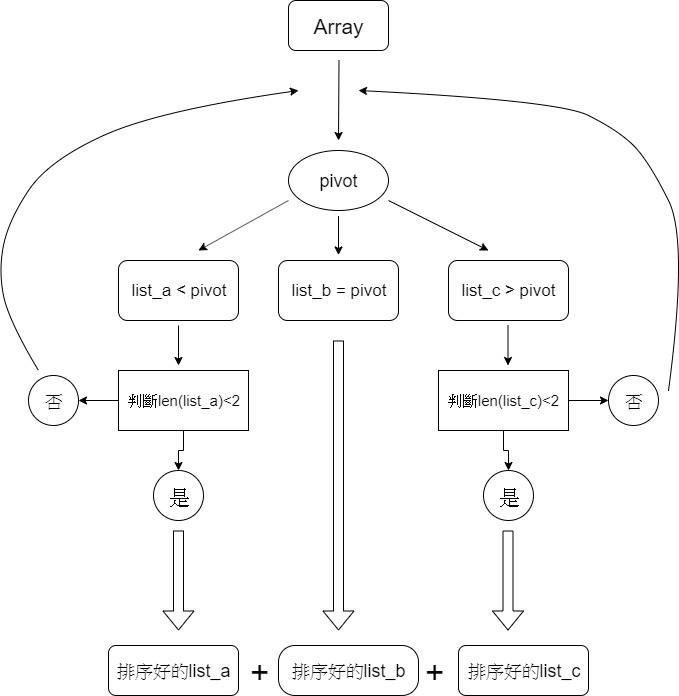 Array
pivot
list_a < pivot
list_b = pivot
list_c > pivot
否
判斷len(list_a)<2
判斷len(list_c)<2
否
是
是
排序好的list_a + 排序好的list_b + 排序好的list_c